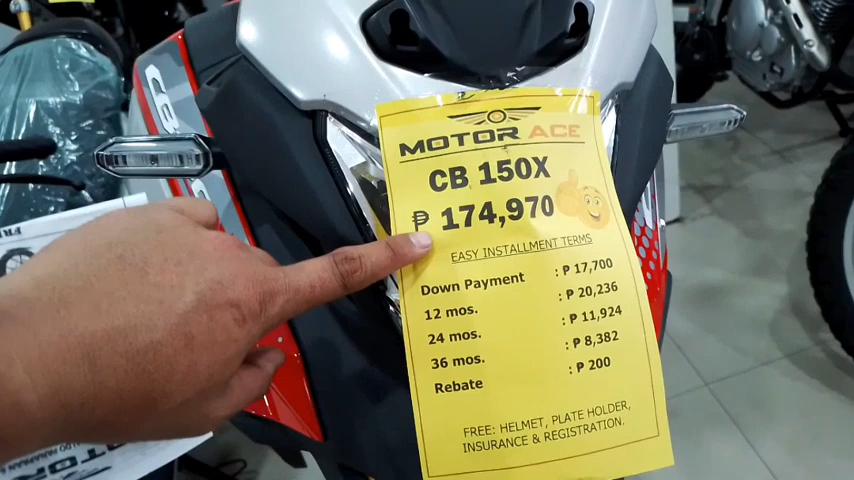 MOTOR ACE
CB 150X
₱ 174,970
EASY INSTALLMENT TERMS
Down Payment : ₱ 17,700
12 mos. : ₱ 20,236
24 mos. : ₱ 11,924
36 mos. : ₱ 8,382
Rebate : ₱ 200
FREE: HELMET, PLATE HOLDER,
INSURANCE & REGISTRATION.
CB